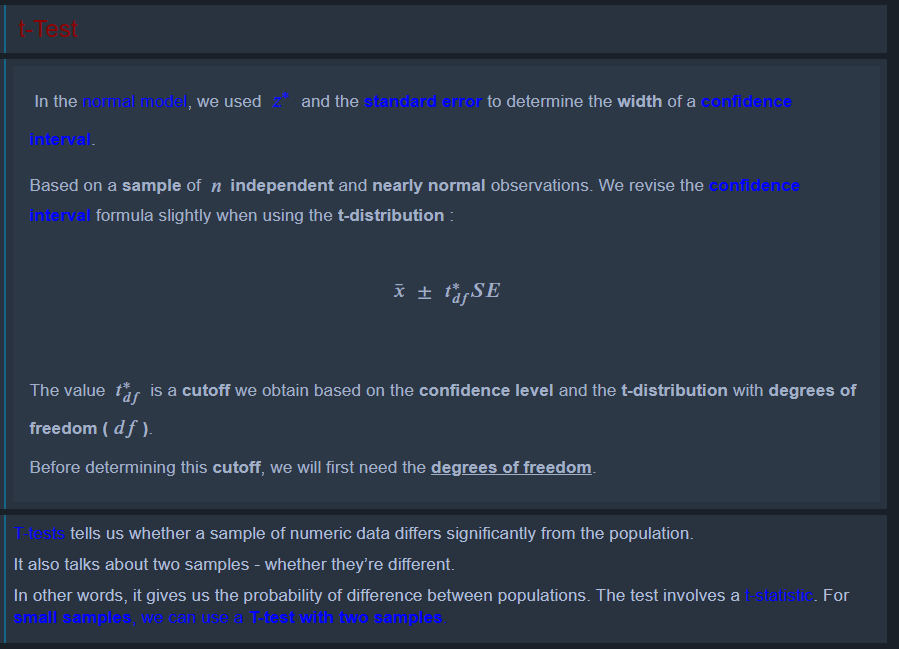 t-Test
In the normal model, we used z* and the standard error to determine the width of a confidence
interval.
Based on a sample of n independent and nearly normal observations. We revise the confidence
interval formula slightly when using the t-distribution :
x̄ ± t*df SE
The value t*df is a cutoff we obtain based on the confidence level and the t-distribution with degrees of
freedom ( df ).
Before determining this cutoff, we will first need the degrees of freedom.
T-tests tells us whether a sample of numeric data differs significantly from the population.
It also talks about two samples - whether they’re different.
In other words, it gives us the probability of difference between populations. The test involves a t-statistic. For
small samples, we can use a T-test with two samples